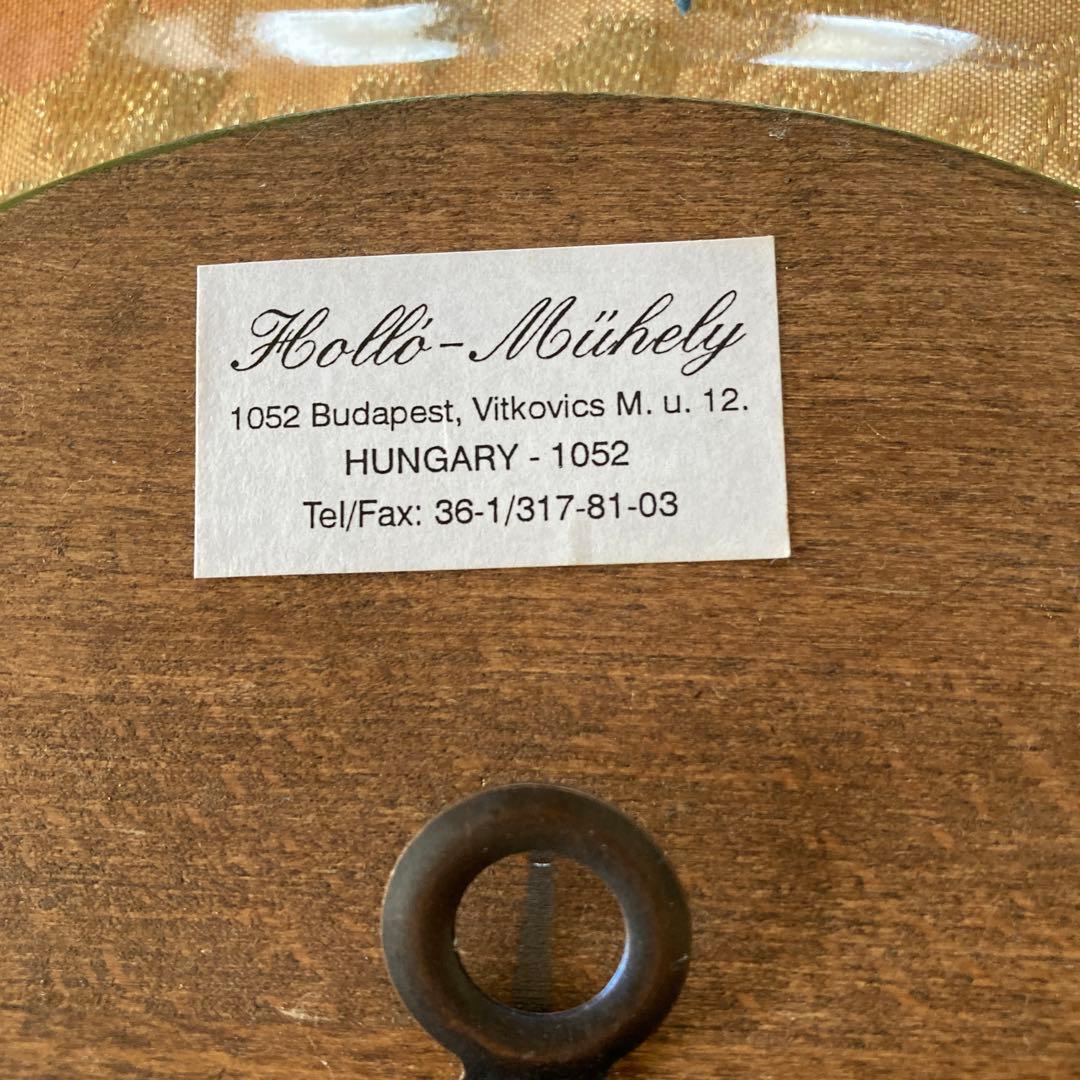 Holló-Műhely
1052 Budapest, Vitkovics M. u. 12.
HUNGARY - 1052
Tel/Fax: 36-1/317-81-03